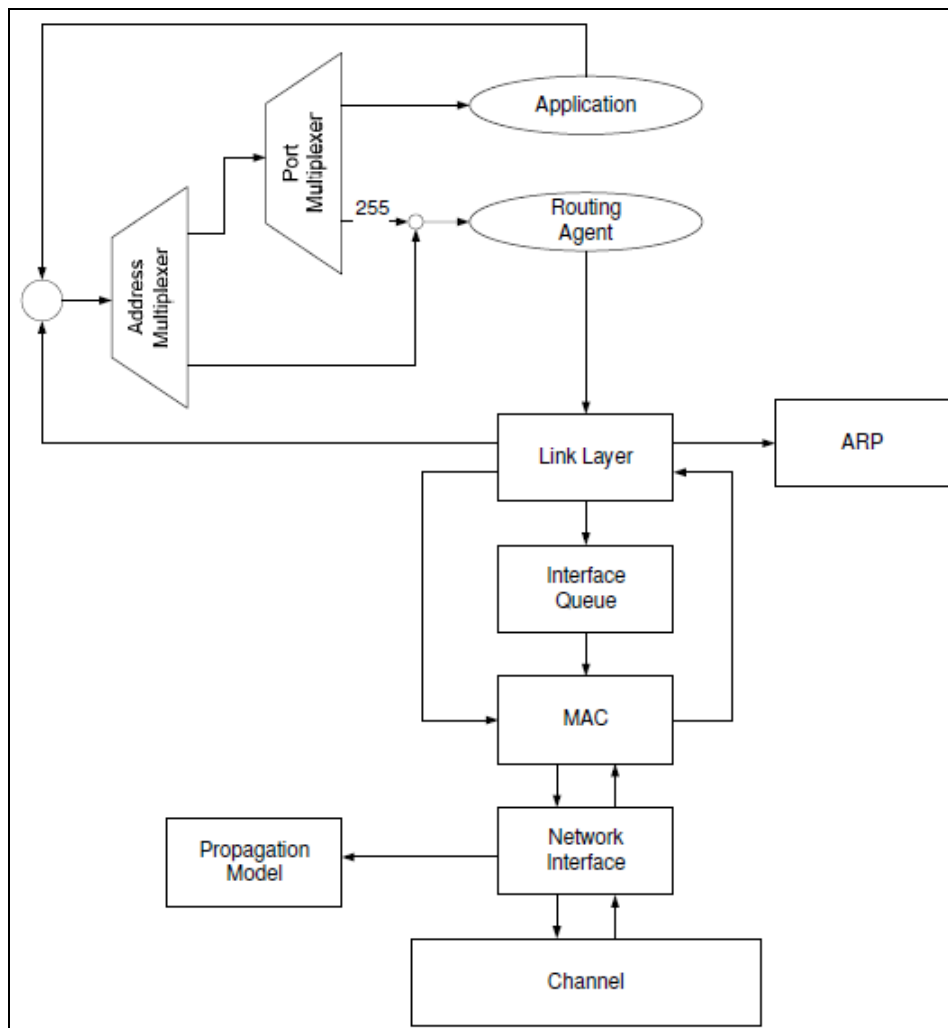 Application
Port
Multiplexer
255
Routing
Agent
Address
Multiplexer
Link Layer
ARP
Interface
Queue
MAC
Propagation
Model
Network
Interface
Channel